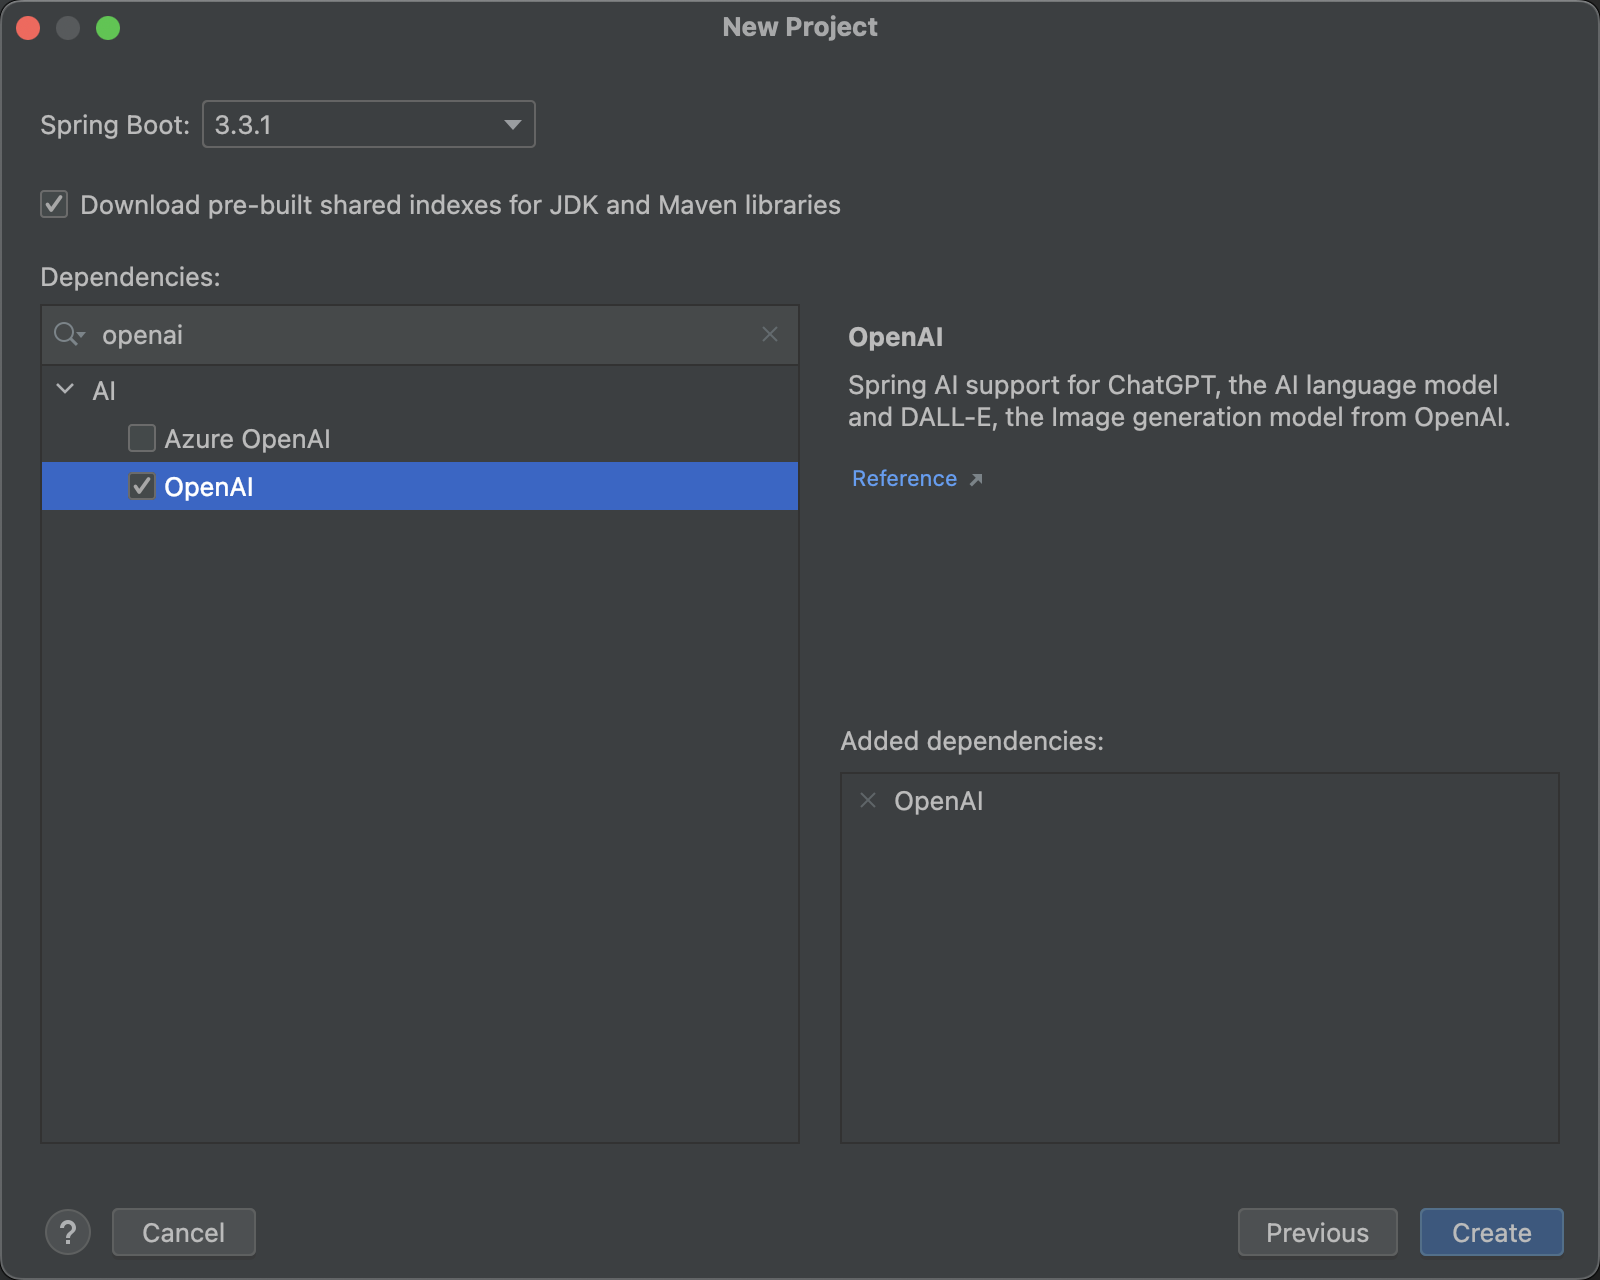 New Project
Spring Boot:
3.3.1
Download pre-built shared indexes for JDK and Maven libraries
Dependencies:
openai
AI
Azure OpenAI
OpenAI
OpenAI
Spring AI support for ChatGPT, the AI language model
and DALL-E, the Image generation model from OpenAI.
Reference
Added dependencies:
OpenAI
?
Cancel
Previous
Create